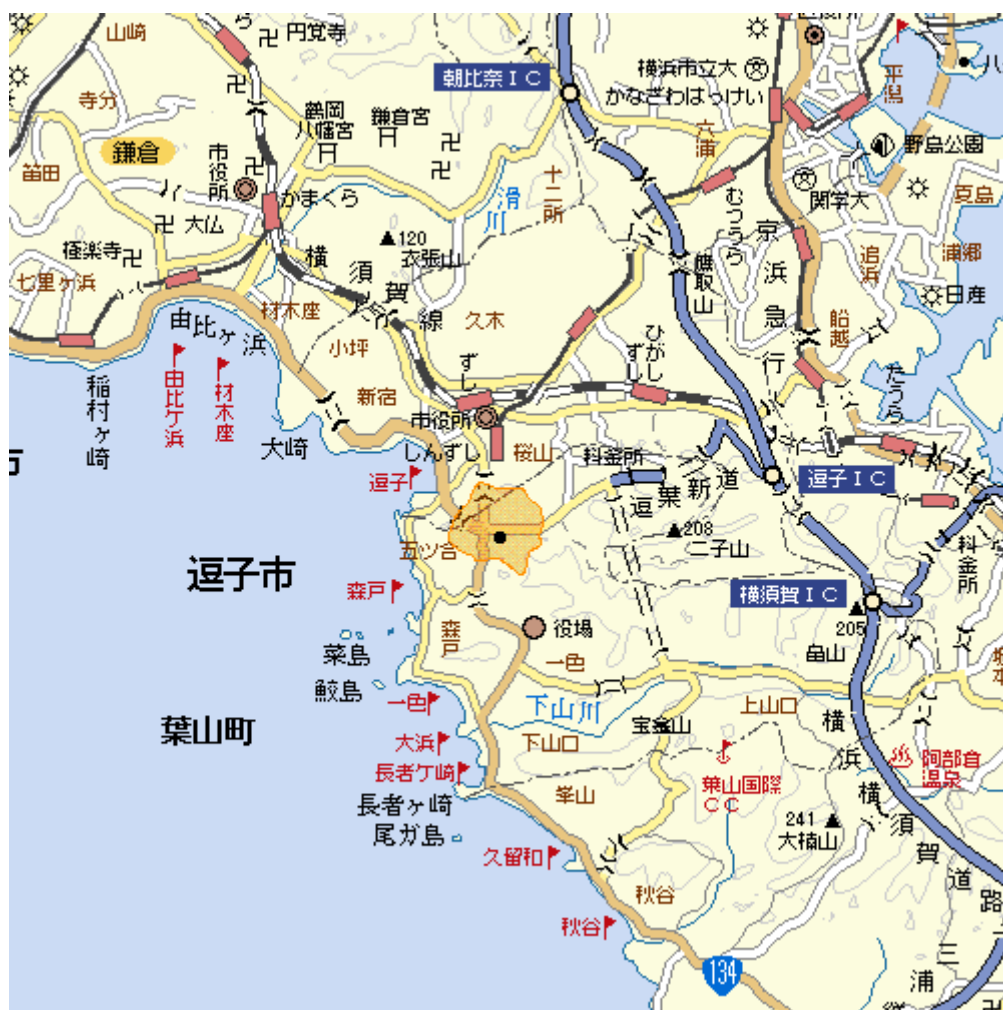 山崎
円覚寺
朝比奈IC
横浜市立大
かなざわはっけい
平潟
八
寺分
鶴岡
八幡宮
鎌倉宮
六浦
野島公園
鎌倉
市役所
笛田
かまくら
十二所
滑川
むつうら
関学大
夏島
大仏
極楽寺
120
衣張山
鷹取山
京浜急行
追浜
浦郷
七里ヶ浜
材木座
横須賀線
久木
日産
船越
由比ヶ浜
小坪
ずし
ひがしずし
たうら
新宿
稲村ヶ崎
由比ケ浜
材木座
大崎
市役所
しんずし
桜山
料金所
逗葉新道
逗子IC
逗子
208
二子山
五ツ合
料金所
逗子市
森戸
横須賀IC
205
畠山
森戸
役場
菜島
一色
鮫島
一色
下山川
宝金山
上山口
葉山町
大浜
下山口
横浜横須賀道路
阿部倉
温泉
長者ケ崎
長者ヶ崎
峯山
葉山国際
CC
尾が島
241
大楠山
久留和
秋谷
秋谷
134
三浦